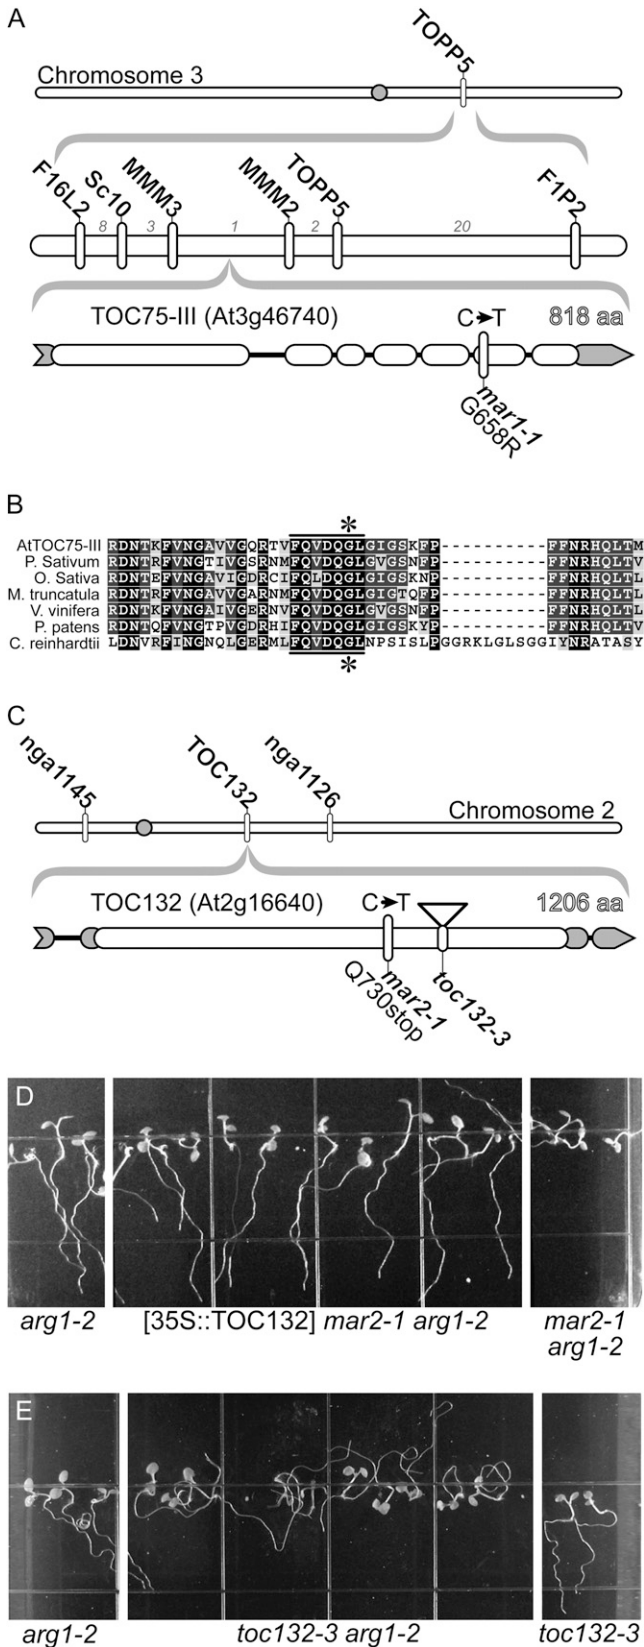 A
TOPP5
Chromosome 3
F16L2 Sc10 MMM3 MMM2 TOPP5 F1P2
8 3 1 2 20
TOC75-III (At3g46740) C→T 818 aa
mar1-1
G658R
B
*
AtTOC75-III RDNTKFVNGAVVGQRTVFQVDQGLGIGSKFP------------FFNRHQLTM
P. Sativum RDNTRFVNGTIVGSRNMFQVDQGLGVGSNFP------------FFNRHQLTV
O. Sativa RDNTEFVNGAVIGDRCIFQLDQGLGIGSKNP------------FFNRHQLTL
M. truncatula RDNTRFVNGAVVGARNMFQVDQGLGIGTQFP------------FFNRHQLTL
V. vinifera RDNTKFVNGAIVGERNVFQVDQGLGVGSNFP------------FFNRHQLTL
P. patens RDNTQFVNGTPVGDRHIFQVDQGLGIGSKYP------------FFNRHQLTV
C. reinhardtii LDNVRFINGNQLGERMLFQVDQGLNPSISLPGGRKLGLSGGIYNRATASY
*
C
nga1145 TOC132 nga1126
Chromosome 2
TOC132 (At2g16640) C→T 1206 aa
mar2-1
Q730stop
toc132-3
D
arg1-2 [35S::TOC132] mar2-1 arg1-2 mar2-1
arg1-2
E
arg1-2 toc132-3 arg1-2 toc132-3